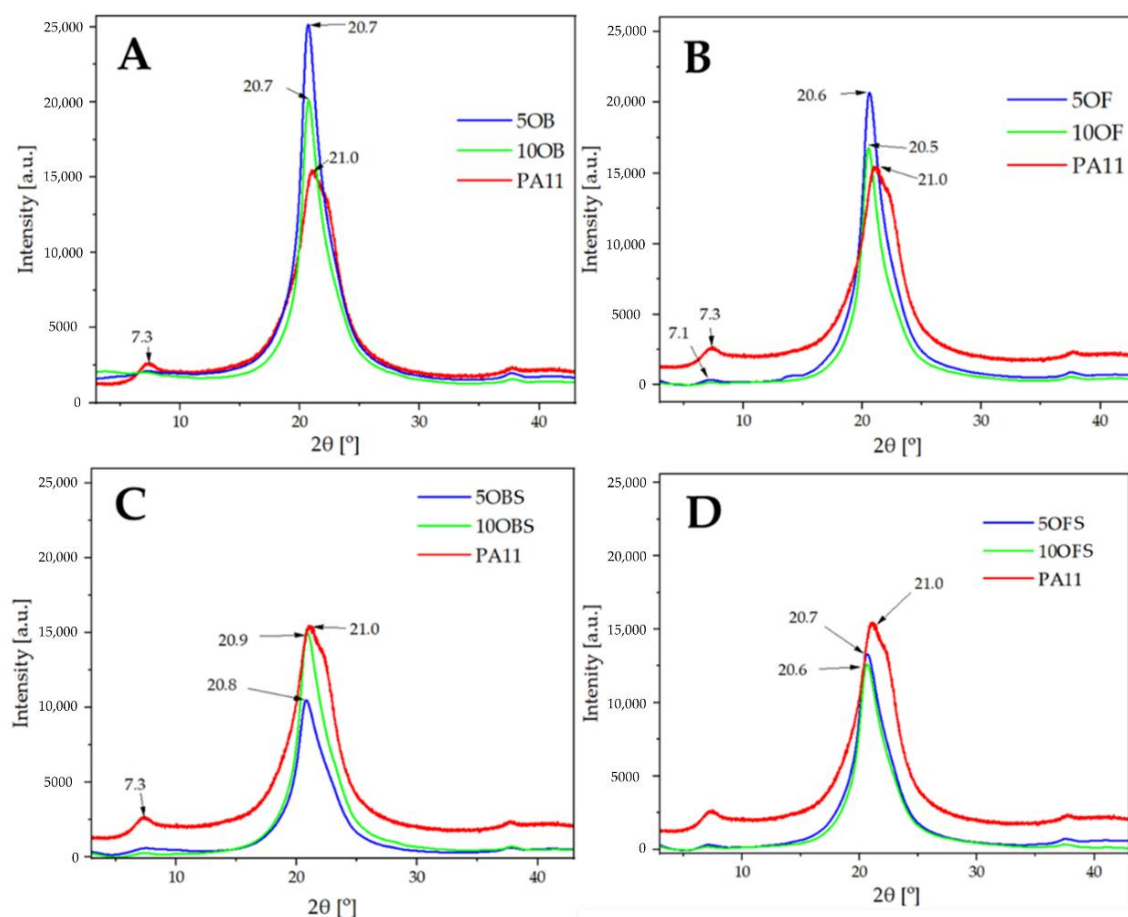 A
25,000
20,000
15,000
10,000
5000
0
Intensity [a.u.]
20.7
20.7
21.0
7.3
5OB
10OB
PA11
10
20
30
40
2θ [º]
B
25,000
20,000
15,000
10,000
5000
0
Intensity [a.u.]
20.6
20.5
21.0
7.3
7.1
5OF
10OF
PA11
10
20
30
40
2θ [º]
C
25,000
20,000
15,000
10,000
5000
0
Intensity [a.u.]
5OBS
10OBS
PA11
20.9
21.0
20.8
7.3
10
20
30
40
2θ [º]
D
25,000
20,000
15,000
10,000
5000
0
Intenity [a.u.]
5OFS
10OFS
PA11
21.0
20.7
20.6
10
20
30
40
2θ [º]